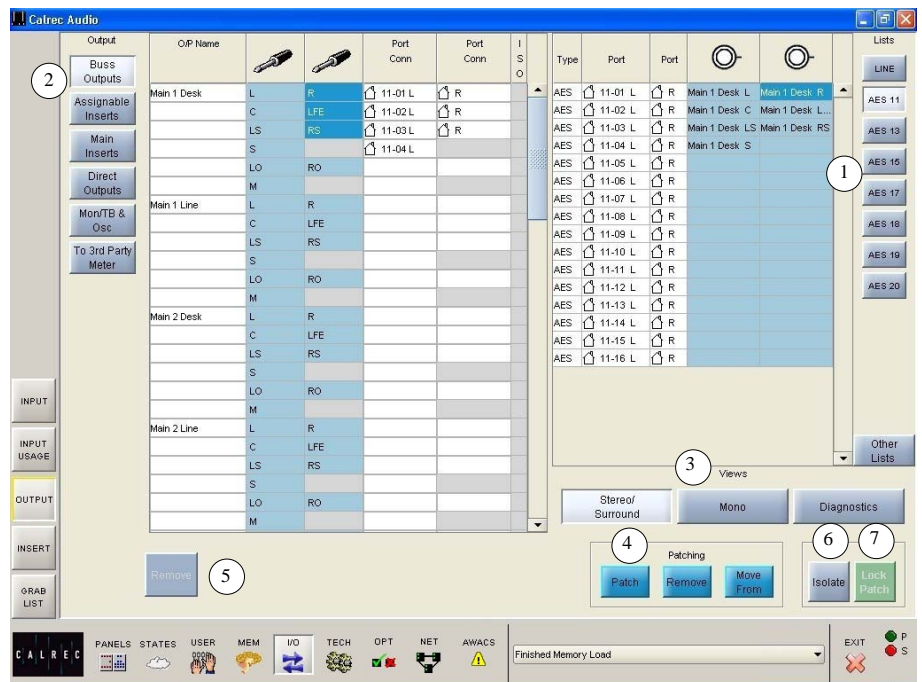 Calrec Audio
Output
2
Buss
Outputs
Assignable
Inserts
Main
Inserts
Direct
Outputs
Mon/TB &
Osc
To 3rd Party
Meter
INPUT
INPUT
USAGE
OUTPUT
INSERT
GRAB
LIST
O/P Name Port Conn Port Conn ISO
Main 1 Desk L R 11-01 L R
C LFE 11-02 L R
LS RS 11-03 L R
S 11-04 L
LO RO
M
Main 1 Line L R
C LFE
LS RS
S
LO RO
M
Main 2 Desk L R
C LFE
LS RS
S
LO RO
M
Main 2 Line L R
C LFE
LS RS
S
LO RO
M
Type Port Port
AES 11-01 L R Main 1 Desk L Main 1 Desk R
AES 11-02 L R Main 1 Desk C Main 1 Desk L...
AES 11-03 L R Main 1 Desk LS Main 1 Desk RS
AES 11-04 L R Main 1 Desk S
AES 11-05 L R
AES 11-06 L R
AES 11-07 L R
AES 11-08 L R
AES 11-09 L R
AES 11-10 L R
AES 11-11 L R
AES 11-12 L R
AES 11-13 L R
AES 11-14 L R
AES 11-15 L R
AES 11-16 L R
Lists
LINE
AES 11
AES 13
1
AES 15
AES 17
AES 18
AES 19
AES 20
Other
Lists
3
Views
Stereo/
Surround
Mono
Diagnostics
4
Patching
Patch
Remove
Move
From
6
7
Isolate
Lock
Patch
Remove
5
CALREC
PANELS STATES USER MEM I/O TECH OPT NET AWACS
Finished Memory Load
EXIT
P
S